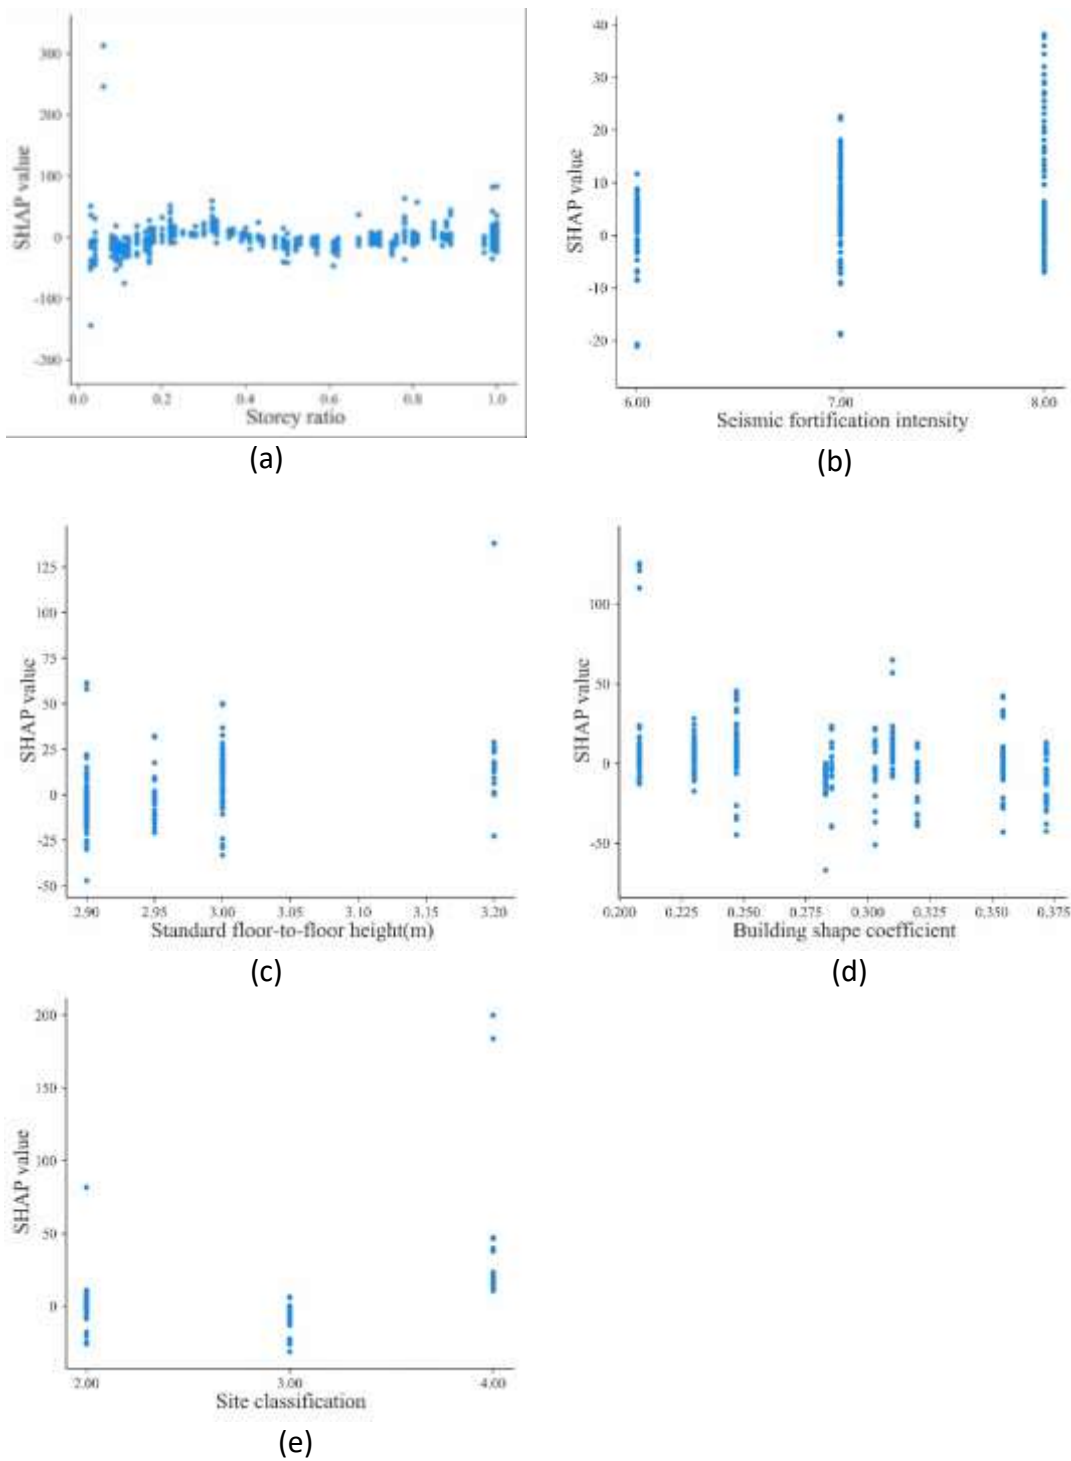 300
200
100
0
-100
-200
SHAP value
0.0 0.2 0.4 0.6 0.8 1.0
Storey ratio
(a)
40
30
20
10
0
-10
-20
SHAP value
6.00 7.00 8.00
Seismic fortification intensity
(b)
125
100
75
50
25
0
-25
-50
SHAP value
2.90 2.95 3.00 3.05 3.10 3.15 3.20
Standard floor-to-floor height(m)
(c)
100
50
0
-50
SHAP value
0.200 0.225 0.250 0.275 0.300 0.325 0.350 0.375
Building shape coefficient
(d)
200
150
100
50
0
SHAP value
2.00 3.00 4.00
Site classification
(e)